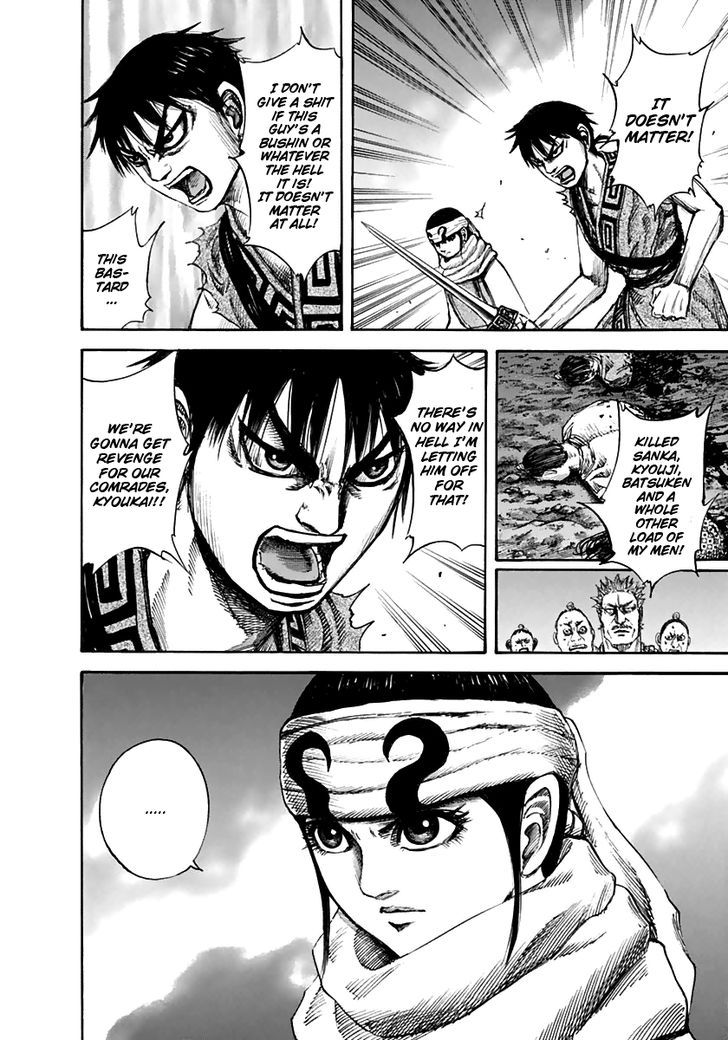 IT
DOESN'T
MATTER!
I DON'T
GIVE A SHIT
IF THIS
GUY'S A
BUSHIN OR
WHATEVER
THE HELL
IT IS!
IT DOESN'T
MATTER
AT ALL!
THIS
BAS-
TARD
...
KILLED
SANKA,
KYOUJI,
BATSUKEN
AND A
WHOLE
OTHER
LOAD OF
MY MEN!
THERE'S
NO WAY IN
HELL I'M
LETTING
HIM OFF
FOR
THAT!
WE'RE
GONNA GET
REVENGE
FOR OUR
COMRADES,
KYOUKAI!!
.....